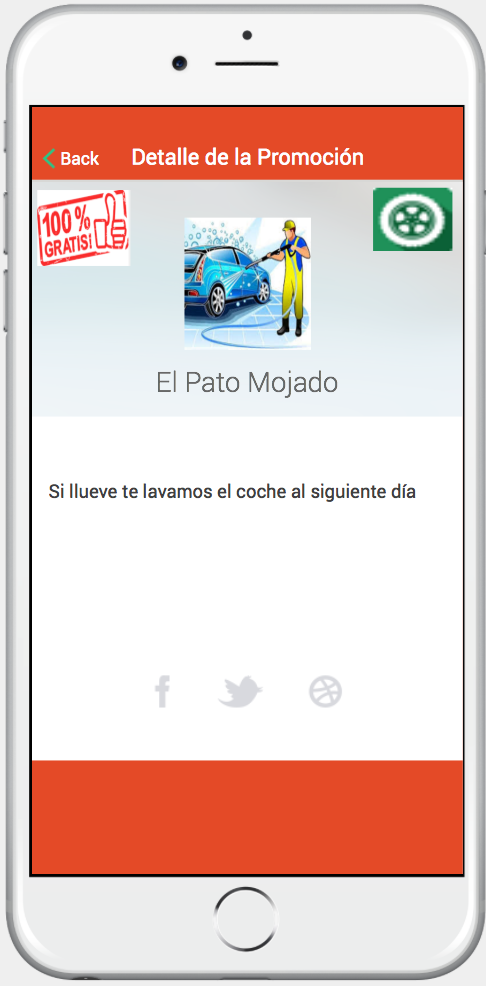 Back
Detalle de la Promoción
100%
GRATIS!
El Pato Mojado
Si llueve te lavamos el coche al siguiente día